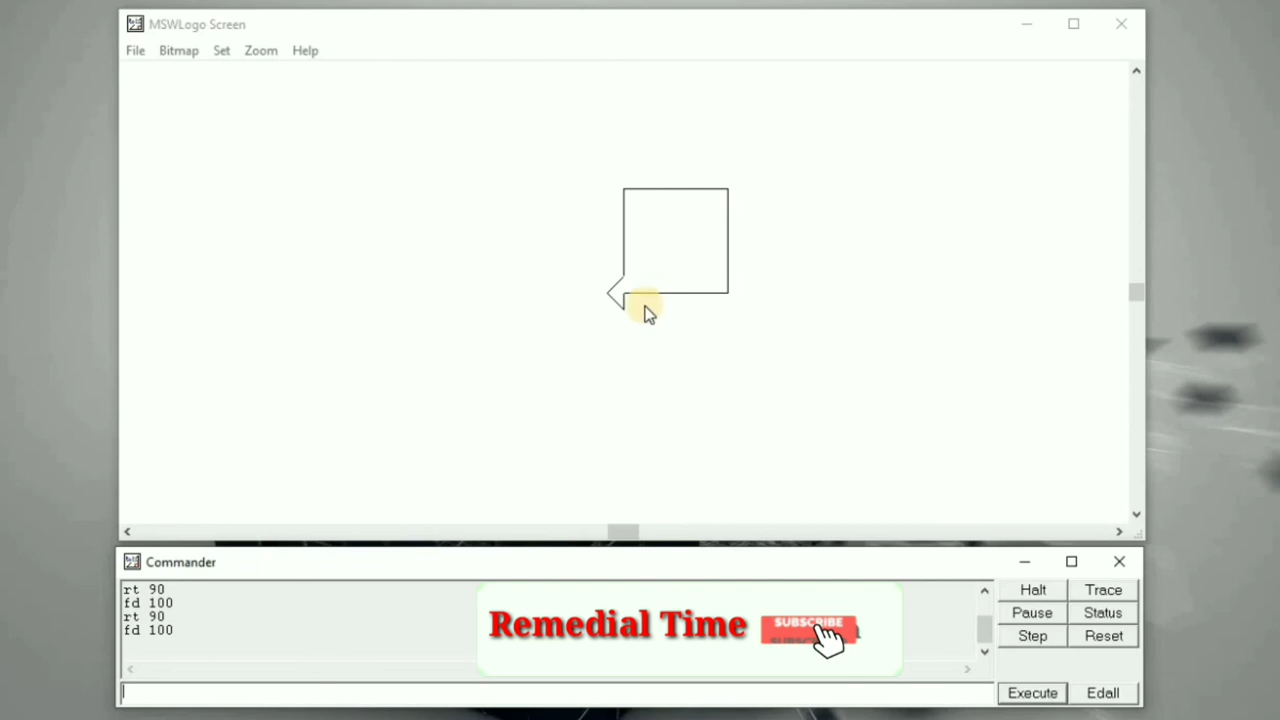 MSWLogo Screen
File Bitmap Set Zoom Help
Commander
rt 90
fd 100
rt 90
fd 100
Remedial Time SUBSCRIBE
Halt Trace
Pause Status
Step Reset
Execute Edall